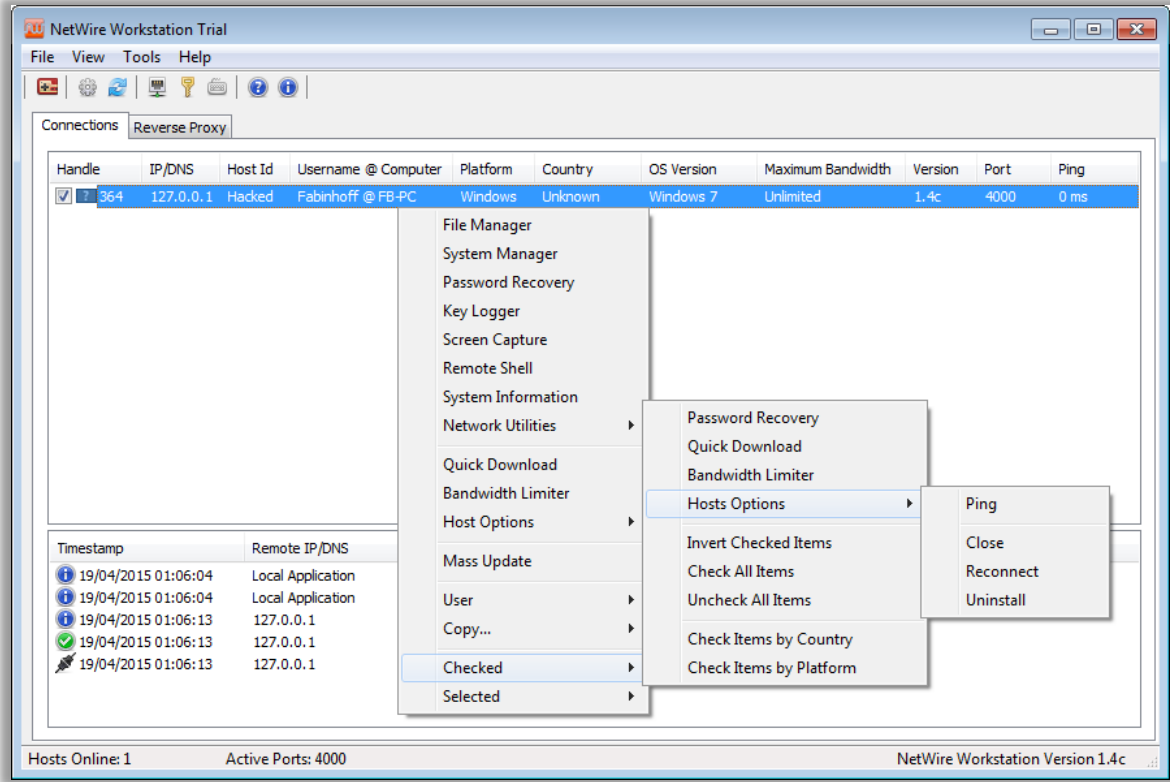 NetWire Workstation Trial
File View Tools Help
Connections Reverse Proxy
Handle IP/DNS Host Id Username @ Computer Platform Country OS Version Maximum Bandwidth Version Port Ping
364 127.0.0.1 Hacked Fabinhoff @ FB-PC Windows Unknown Windows 7 Unlimited 1.4c 4000 0 ms
File Manager
System Manager
Password Recovery
Key Logger
Screen Capture
Remote Shell
System Information
Network Utilities
Quick Download
Bandwidth Limiter
Host Options
Mass Update
User
Copy...
Checked
Selected
Password Recovery
Quick Download
Bandwidth Limiter
Hosts Options
Invert Checked Items
Check All Items
Uncheck All Items
Check Items by Country
Check Items by Platform
Ping
Close
Reconnect
Uninstall
Timestamp Remote IP/DNS
19/04/2015 01:06:04 Local Application
19/04/2015 01:06:04 Local Application
19/04/2015 01:06:13 127.0.0.1
19/04/2015 01:06:13 127.0.0.1
19/04/2015 01:06:13 127.0.0.1
Hosts Online: 1 Active Ports: 4000 NetWire Workstation Version 1.4c